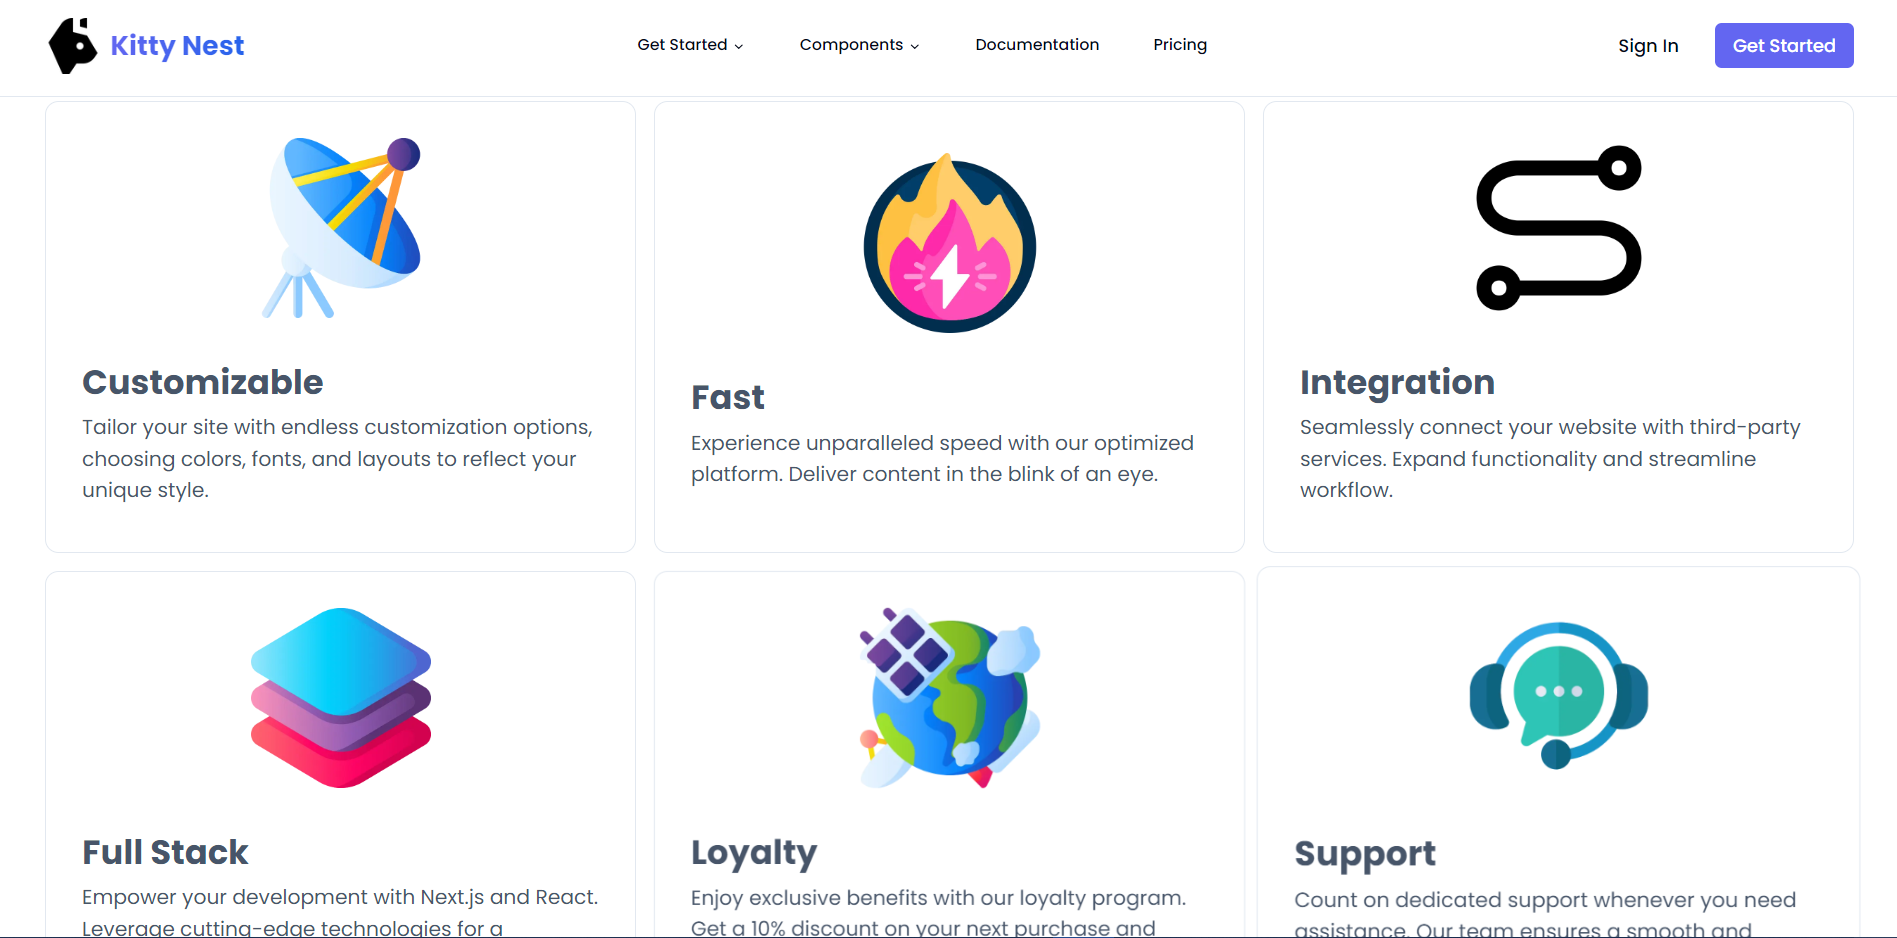 Kitty Nest
Get Started
Components
Documentation
Pricing
Sign In
Get Started
Customizable
Tailor your site with endless customization options,
choosing colors, fonts, and layouts to reflect your
unique style.
Fast
Experience unparalleled speed with our optimized
platform. Deliver content in the blink of an eye.
Integration
Seamlessly connect your website with third-party
services. Expand functionality and streamline
workflow.
Full Stack
Empower your development with Next.js and React.
Leverage cutting-edge technologies for a
Loyalty
Enjoy exclusive benefits with our loyalty program.
Get a 10% discount on your next purchase and
Support
Count on dedicated support whenever you need
assistance. Our team ensures a smooth and